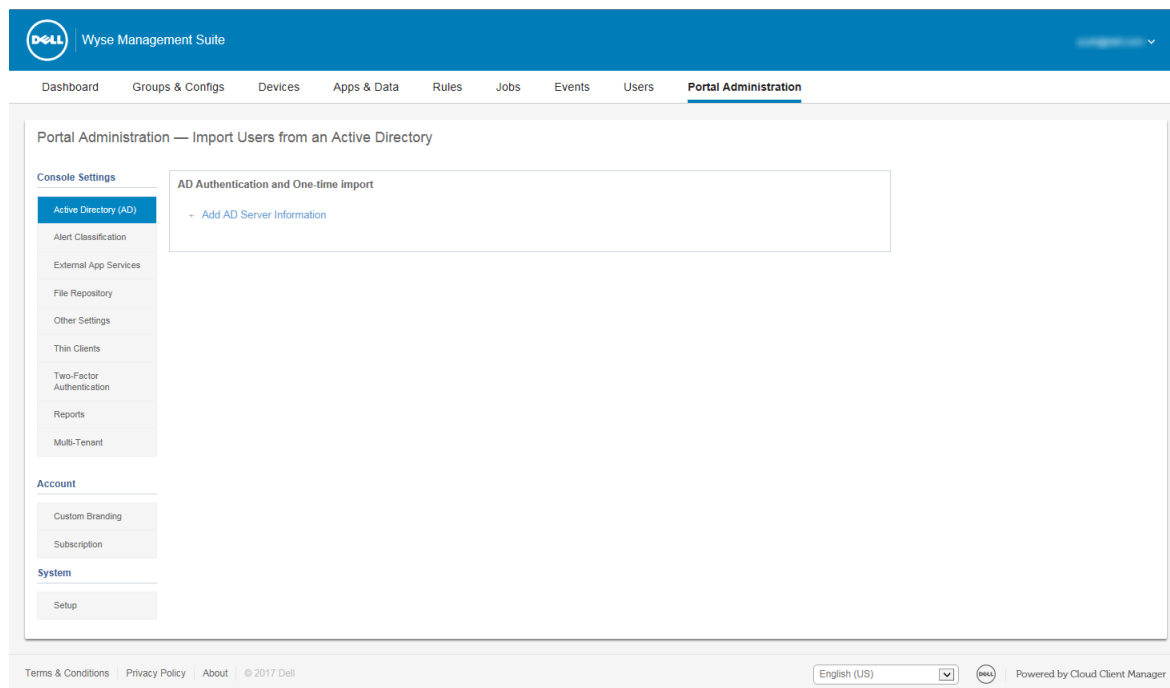 DELL
Wyse Management Suite
Dashboard
Groups & Configs
Devices
Apps & Data
Rules
Jobs
Events
Users
Portal Administration
Portal Administration — Import Users from an Active Directory
Console Settings
Active Directory (AD)
Alert Classification
External App Services
File Repository
Other Settings
Thin Clients
Two-Factor
Authentication
Reports
Multi-Tenant
Account
Custom Branding
Subscription
System
Setup
AD Authentication and One-time import
+ Add AD Server Information
Terms & Conditions
Privacy Policy
About
© 2017 Dell
English (US)
DELL
Powered by Cloud Client Manager